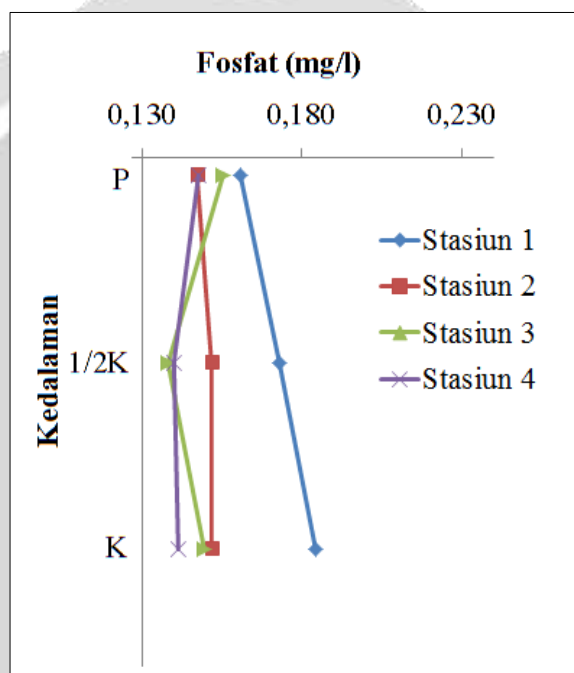 Fosfat (mg/l)
0,130 0,180 0,230
P
1/2K
K
Kedalaman
Stasiun 1
Stasiun 2
Stasiun 3
Stasiun 4